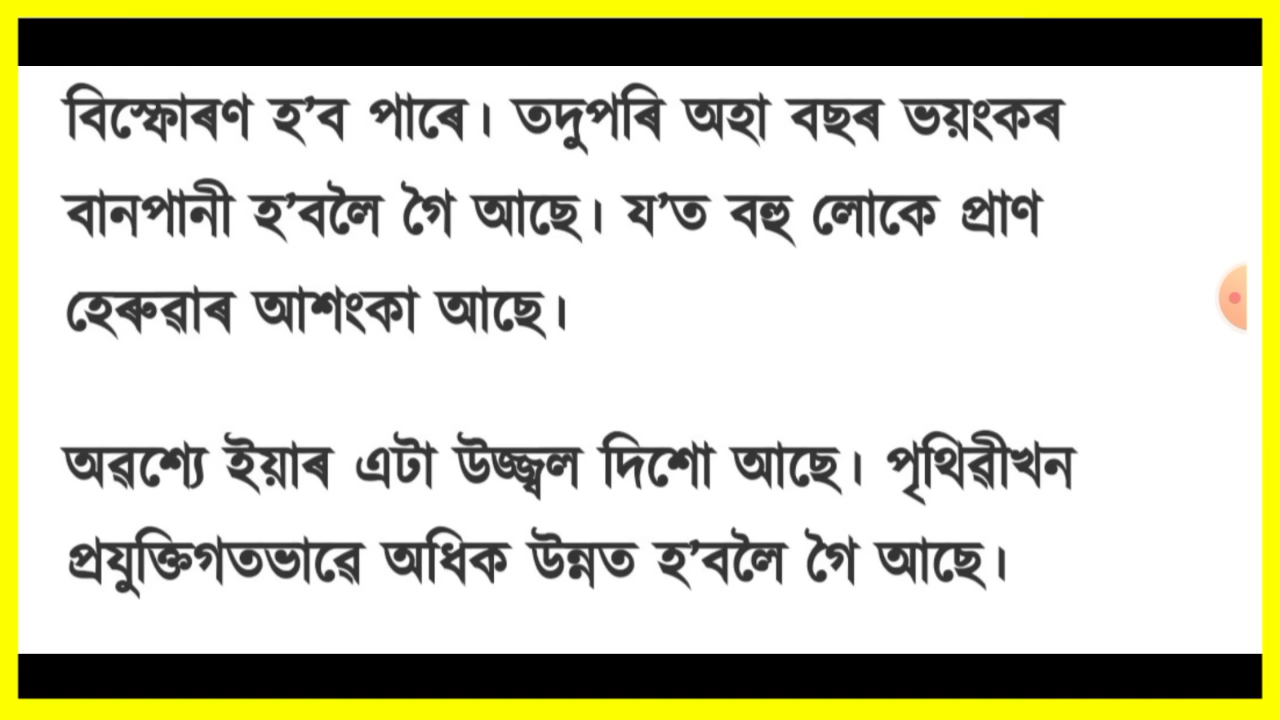 বিস্ফোৰণ হ’ব পাৰে। তদুপৰি অহা বছৰ ভয়ংকৰ
বানপানী হ’বলৈ গৈ আছে। য’ত বহু লোকে প্ৰাণ
হেৰুৱাৰ আশংকা আছে।
অৱশ্যে ইয়াৰ এটা উজ্জ্বল দিশো আছে। পৃথিৱীখন
প্ৰযুক্তিগতভাৱে অধিক উন্নত হ’বলৈ গৈ আছে।